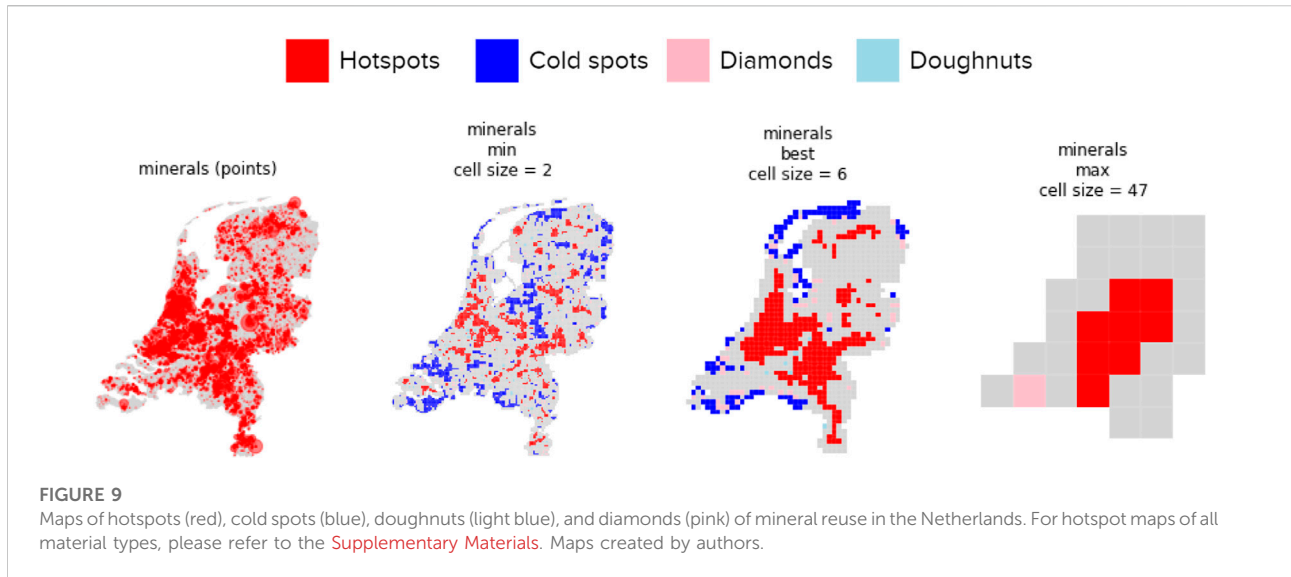 Hotspots
Cold spots
Diamonds
Doughnuts
minerals (points)
minerals
min
cell size = 2
minerals
best
cell size = 6
minerals
max
cell size = 47
FIGURE 9
Maps of hotspots (red), cold spots (blue), doughnuts (light blue), and diamonds (pink) of mineral reuse in the Netherlands. For hotspot maps of all
material types, please refer to the Supplementary Materials. Maps created by authors.